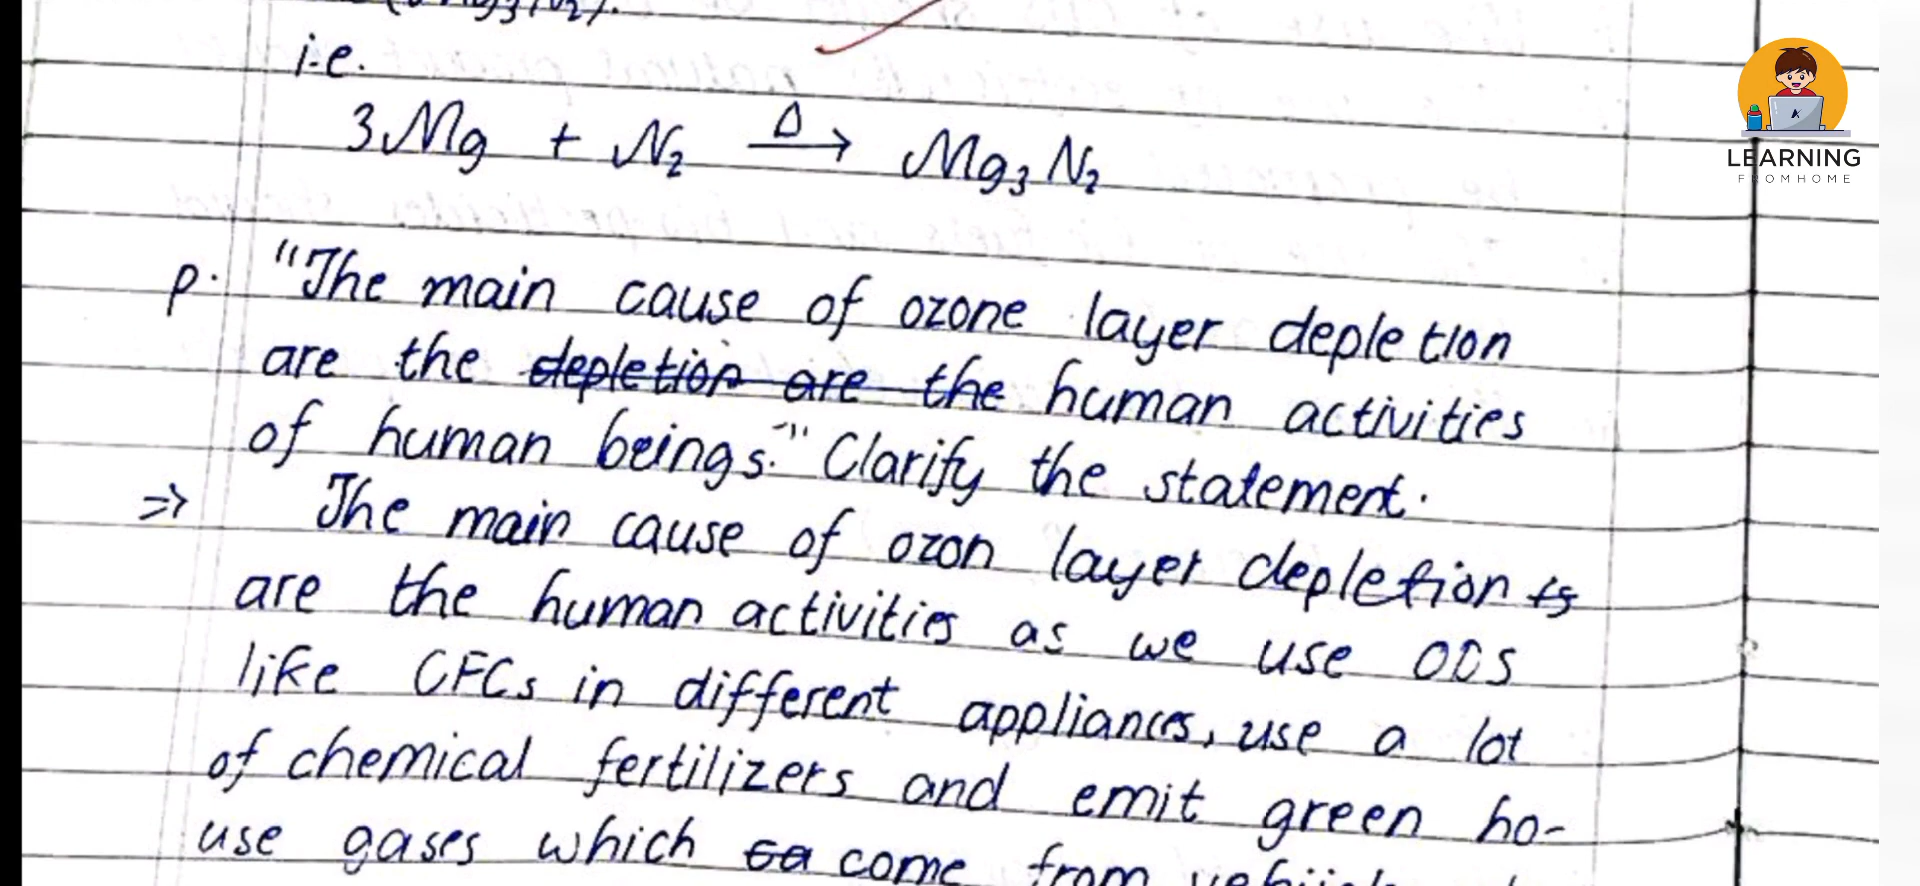 i.e.
3Mg + N₂ Δ→ Mg₃N₂
LEARNING
FROMHOME
p. "The main cause of ozone layer depletion
are the depletion are the human activities
of human beings." Clarify the statement.
=> The main cause of ozon layer depletion is
are the human activities as we use ODS
like CFCs in different appliances, use a lot
of chemical fertilizers and emit green ho-
use gases which ca come from